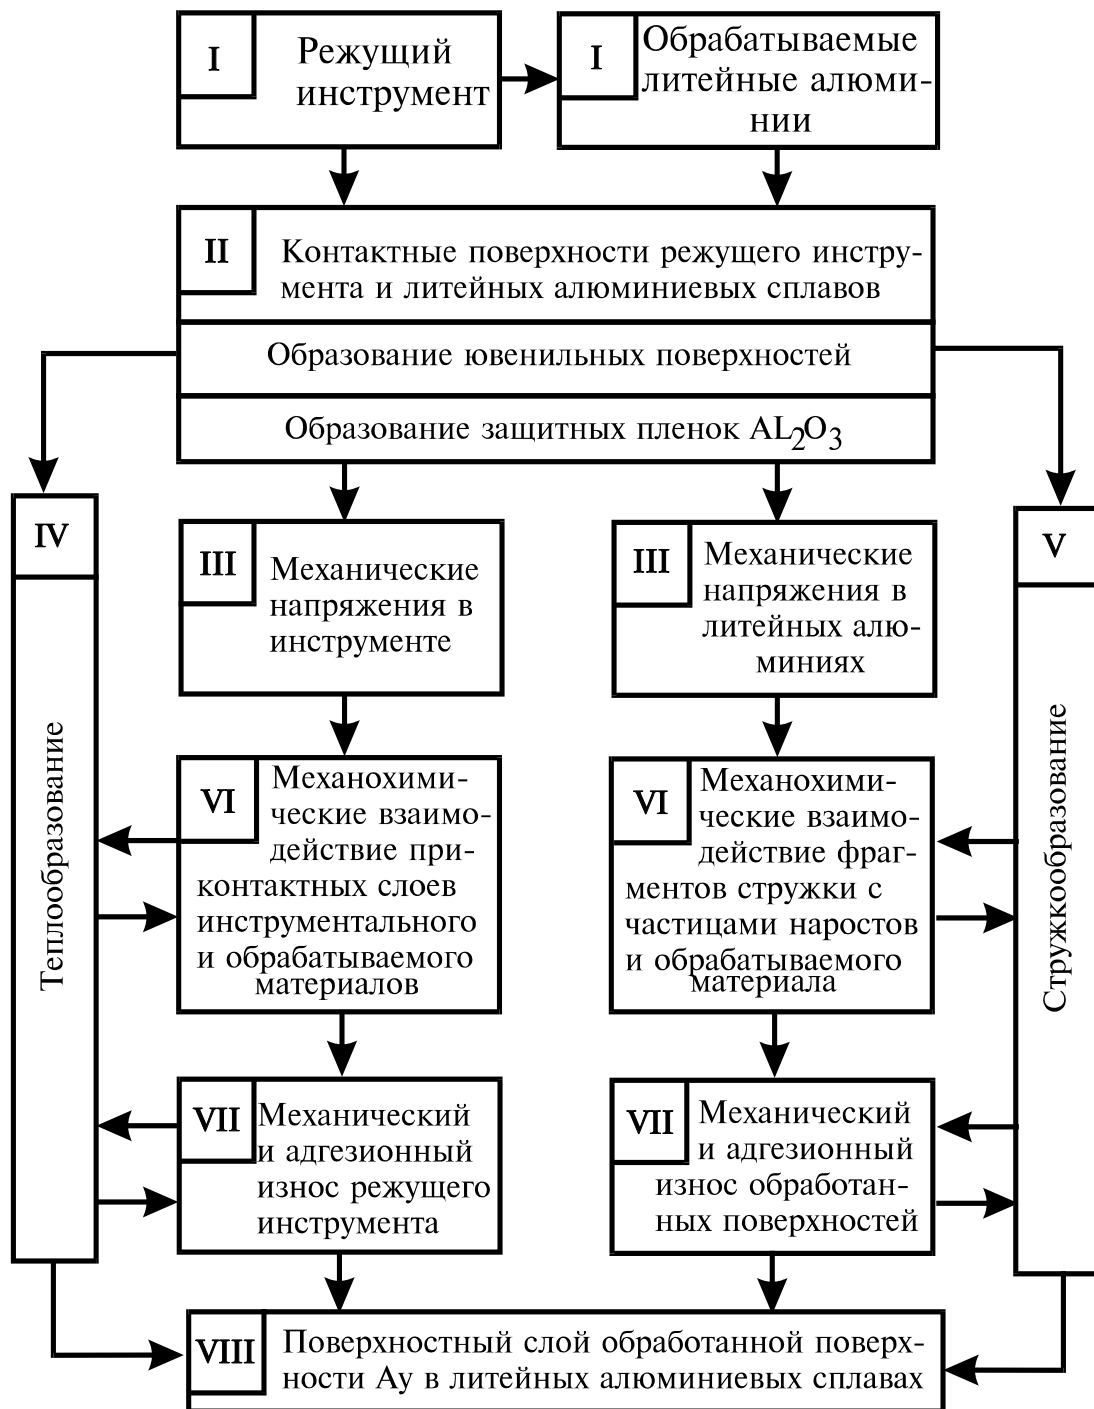 I
Режущий
инструмент
I
Обрабатываемые
литейные алюми-
нии
II
Контактные поверхности режущего инстру-
мента и литейных алюминиевых сплавов
Образование ювенильных поверхностей
Образование защитных пленок AL2O3
IV
Теплообразование
III
Механические
напряжения в
инструменте
III
Механические
напряжения в
литейных алю-
миниях
V
Стружкообразование
VI
Механохими-
ческие взаимо-
действие при-
контактных слоев
инструментального
и обрабатываемого
материалов
VI
Механохими-
ческие взаимо-
действие фраг-
ментов стружки с
частицами наростов
и обрабатываемого
материала
VII
Механический
и адгезионный
износ режущего
инструмента
VII
Механический
и адгезионный
износ обработан-
ных поверхностей
VIII
Поверхностный слой обработанной поверх-
ности Ау в литейных алюминиевых сплавах